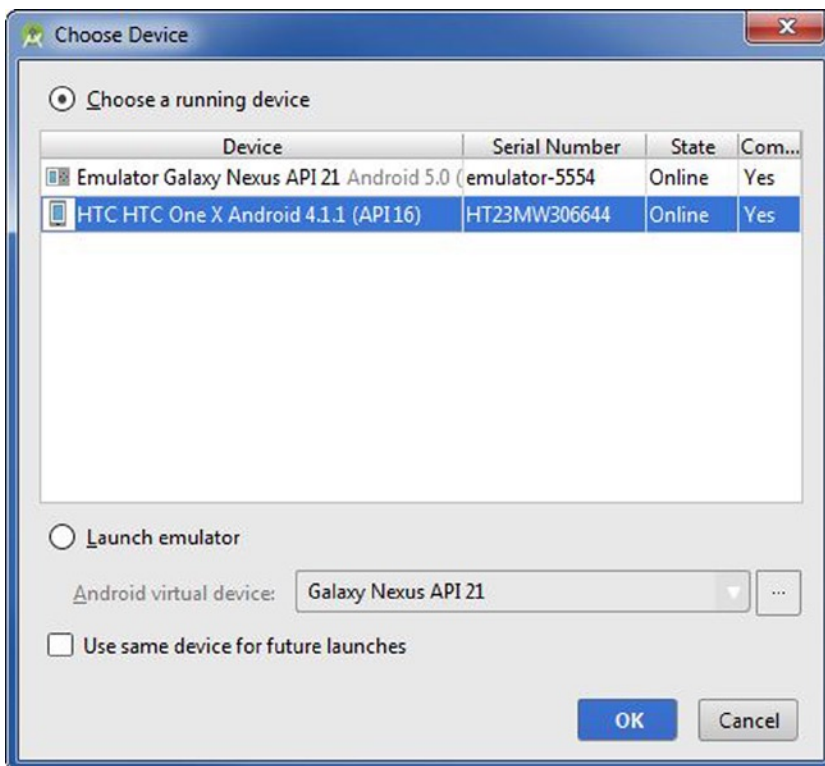 Choose Device
Choose a running device
Device Serial Number State Com...
Emulator Galaxy Nexus API 21 Android 5.0 ( emulator-5554 Online Yes
HTC HTC One X Android 4.1.1 (API 16) HT23MW306644 Online Yes
Launch emulator
Android virtual device: Galaxy Nexus API 21 ...
Use same device for future launches
OK Cancel